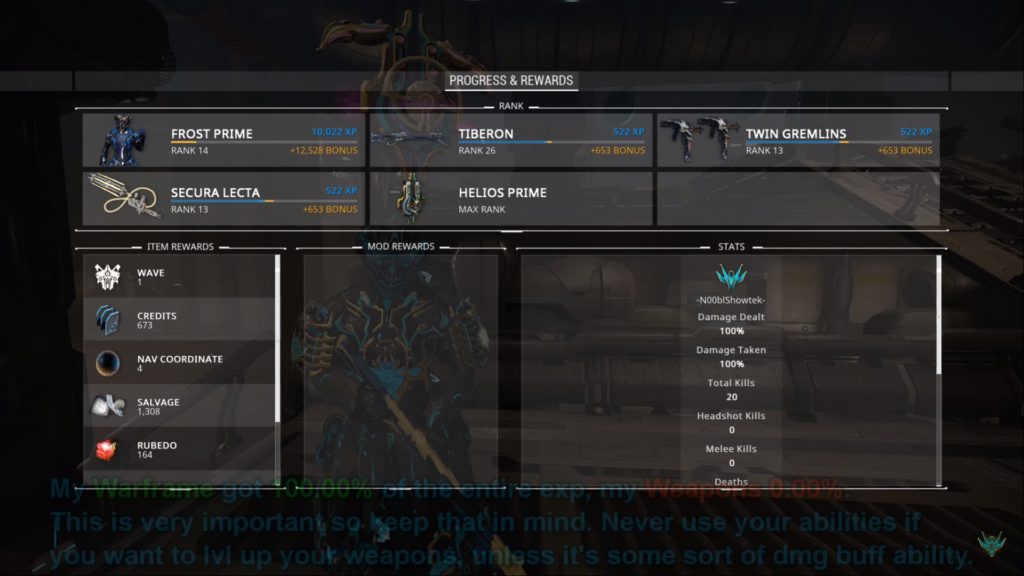 PROGRESS & REWARDS
RANK
FROST PRIME
10,022 XP
RANK 14
+12,528 BONUS
TIBERON
522 XP
RANK 26
+653 BONUS
TWIN GREMLINS
522 XP
RANK 13
+653 BONUS
SECURA LECTA
522 XP
RANK 13
+653 BONUS
HELIOS PRIME
MAX RANK
ITEM REWARDS
MOD REWARDS
STATS
WAVE
1
CREDITS
673
NAV COORDINATE
4
SALVAGE
1,308
RUBEDO
164
-N00blShowtek-
Damage Dealt
100%
Damage Taken
100%
Total Kills
20
Headshot Kills
0
Melee Kills
0
Deaths
My Warframe got 100,00% of the entire exp, my Weapons 0.00%.
This is very important so keep that in mind. Never use your abilities if
you want to lvl up your weapons, unless it's some sort of dmg buff ability.